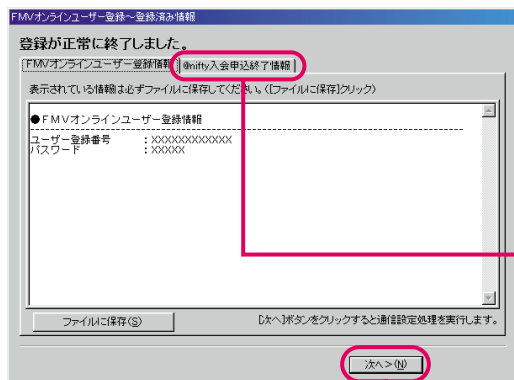 FMVオンラインユーザー登録～登録済み情報
登録が正常に終了しました。
FMVオンラインユーザー登録情報 @nifty入会申込終了情報
表示されている情報は必ずファイルに保存してください。([ファイルに保存]クリック)
●ＦＭＶオンラインユーザー登録情報
ユーザー登録番号 ：XXXXXXXXXXXX
パスワード ：XXXXX
ファイルに保存(S) [次へ]ボタンをクリックすると通信設定処理を実行します。
次へ＞(N)